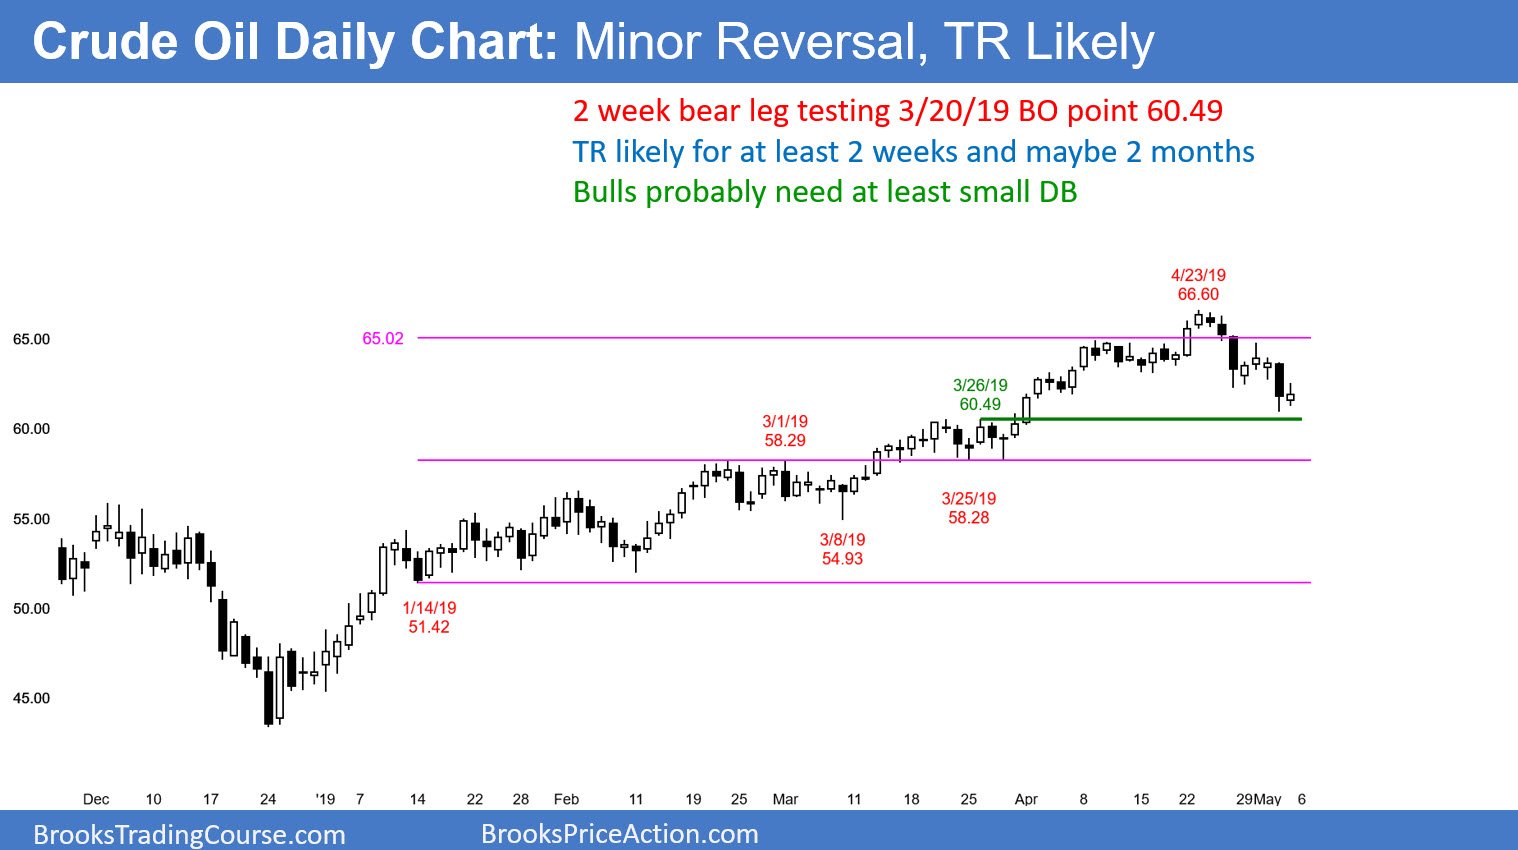 Crude Oil Daily Chart: Minor Reversal, TR Likely
2 week bear leg testing 3/20/19 BO point 60.49
TR likely for at least 2 weeks and maybe 2 months
Bulls probably need at least small DB
4/23/19
66.60
65.00
65.02
3/26/19
60.49
60.00
3/1/19
58.29
55.00
3/25/19
58.28
3/8/19
54.93
50.00
1/14/19
51.42
45.00
Dec 10 17 24 '19 7 14 22 28 Feb 11 19 25 Mar 11 18 25 Apr 8 15 22 29 May 6
BrooksTradingCourse.com
BrooksPriceAction.com